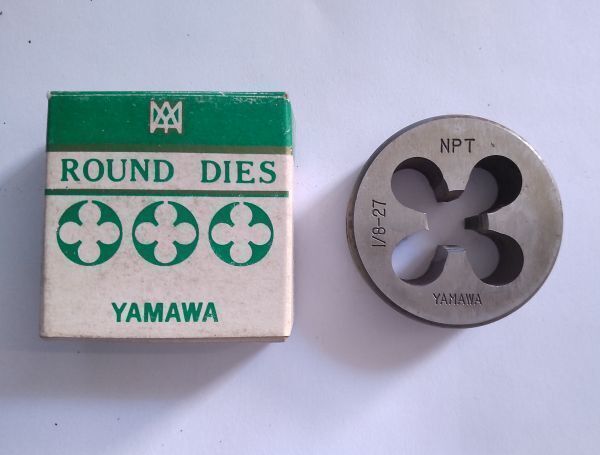 ROUND DIES
YAMAWA
NPT
1/8-27
YAMAWA